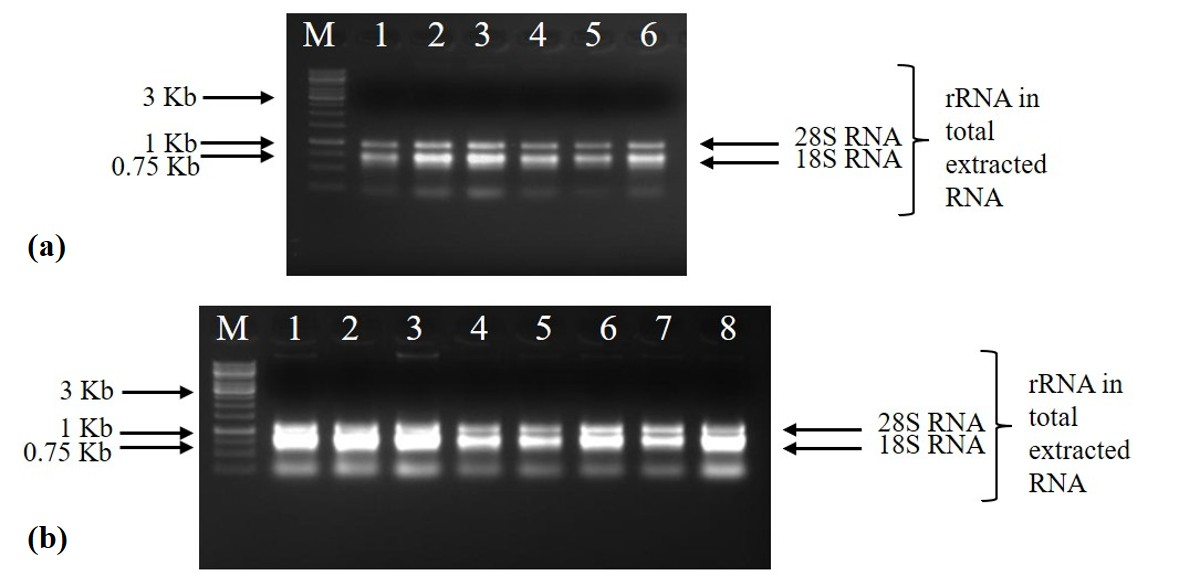 M 1 2 3 4 5 6
3 Kb
1 Kb
0.75 Kb
28S RNA
18S RNA
rRNA in
total
extracted
RNA
(a)
M 1 2 3 4 5 6 7 8
3 Kb
1 Kb
0.75 Kb
28S RNA
18S RNA
rRNA in
total
extracted
RNA
(b)